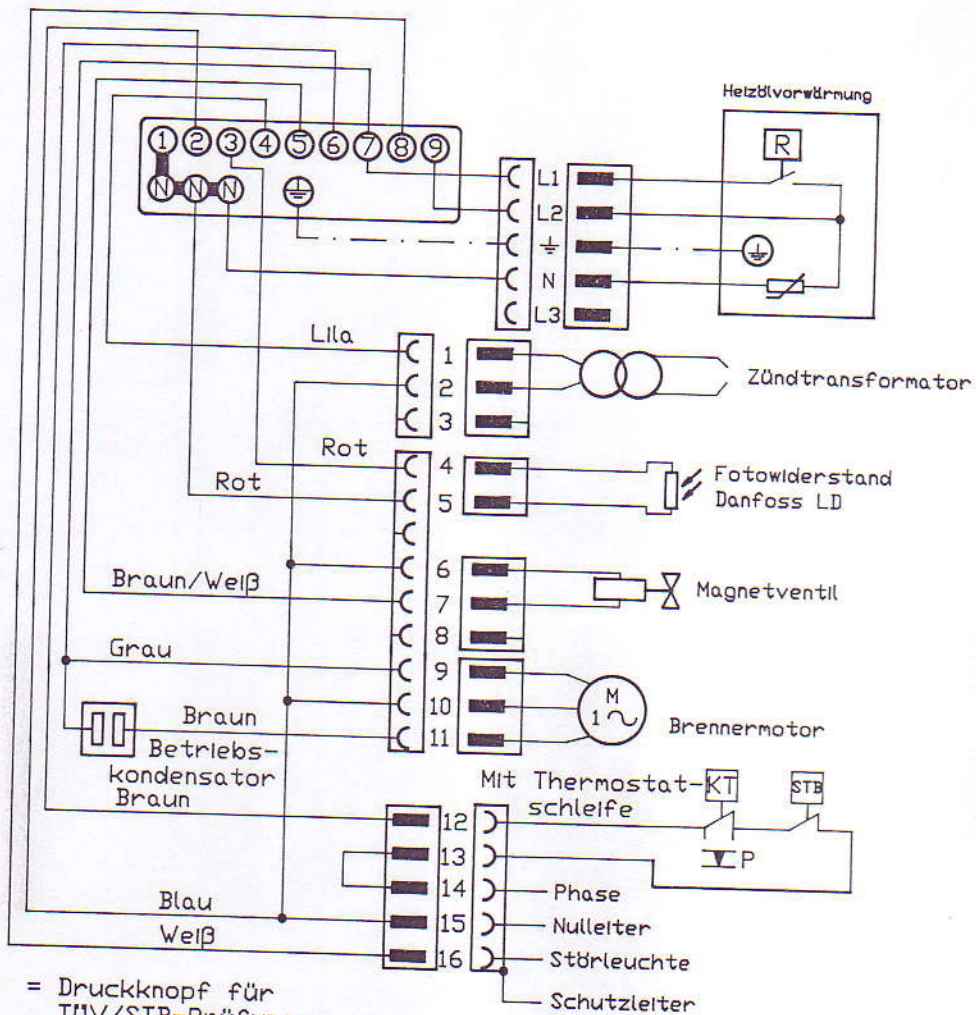 Heizölvorwärmung
1 2 3 4 5 6 7 8 9
N N N
R
L1
L2
N
L3
Lila
1
2
3
Zündtransformator
Rot
Rot
4
5
Fotowiderstand
Danfoss LD
Braun/Weiß
6
7
8
Magnetventil
Grau
9
10
11
M
1
Brennermotor
Braun
Betriebs-
kondensator
Braun
Mit Thermostat-
schleife
KT
STB
P
12
13
14
15
16
Phase
Nulleiter
Störleuchte
Schutzleiter
Blau
Weiß
= Druckknopf für